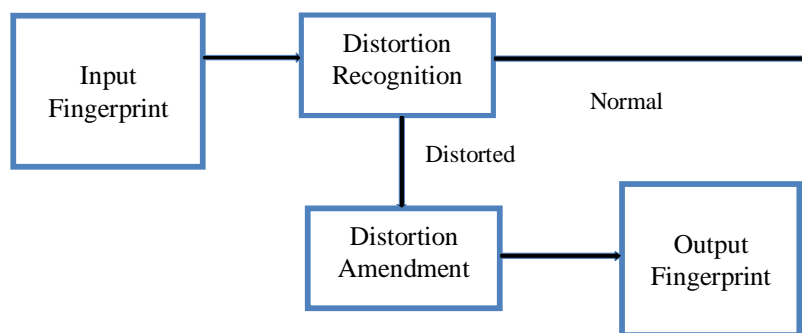 Input
Fingerprint
Distortion
Recognition
Normal
Distorted
Distortion
Amendment
Output
Fingerprint